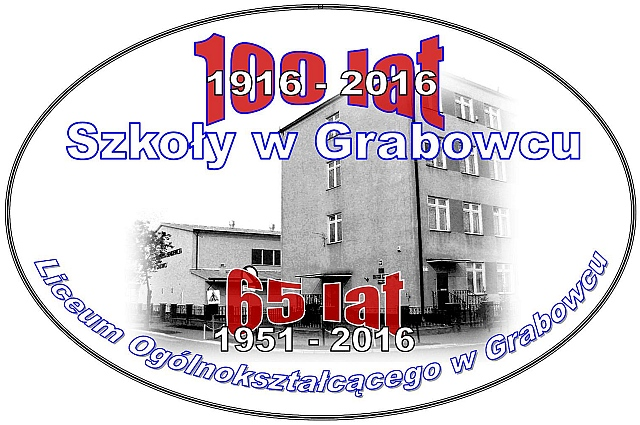 100 lat
1916 - 2016
Szkoły w Grabowcu
65 lat
1951 - 2016
Liceum Ogólnokształcącego w Grabowcu